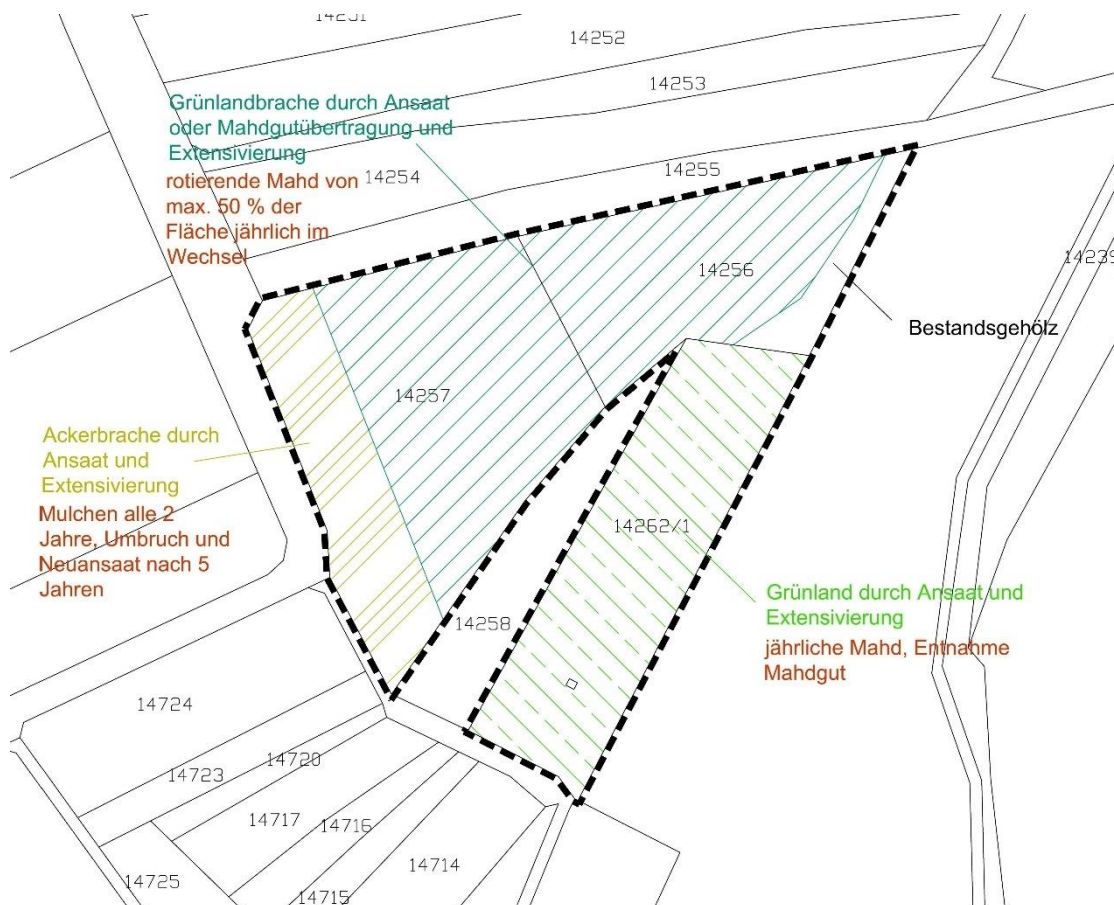 14251
14252
14253
Grünlandbrache durch Ansaat
oder Mahdgutübertragung und
Extensivierung
rotierende Mahd von
max. 50 % der
Fläche jährlich im
Wechsel
14254
14255
14239
14256
Bestandsgehölz
14257
Ackerbrache durch
Ansaat und
Extensivierung
Mulchen alle 2
Jahre, Umbruch und
Neuansaat nach 5
Jahren
14262/1
Grünland durch Ansaat und
Extensivierung
jährliche Mahd, Entnahme
Mahdgut
14258
14724
14723
14720
14717
14716
14714
14725
14715